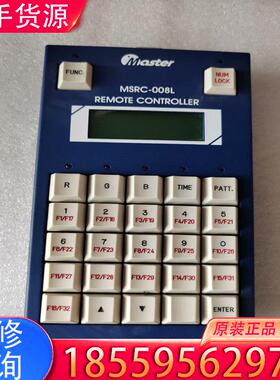 手货源
Master
FUNC.
NUM
LOCK
MSRC-008L
REMOTE CONTROLLER
R G B TIME PATT.
1 2 3 4 5
F1/F17 F2/F18 F3/F19 F4/F20 F5/F21
6 7 8 9 0
F6/F22 F7/F23 F8/F24 F9/F25 F10/F26
F11/F27 F12/F28 F13/F29 F14/F30 F15/F31
F16/F32 ▲ ▼ ENTER
修
询
原装正品
1855956297